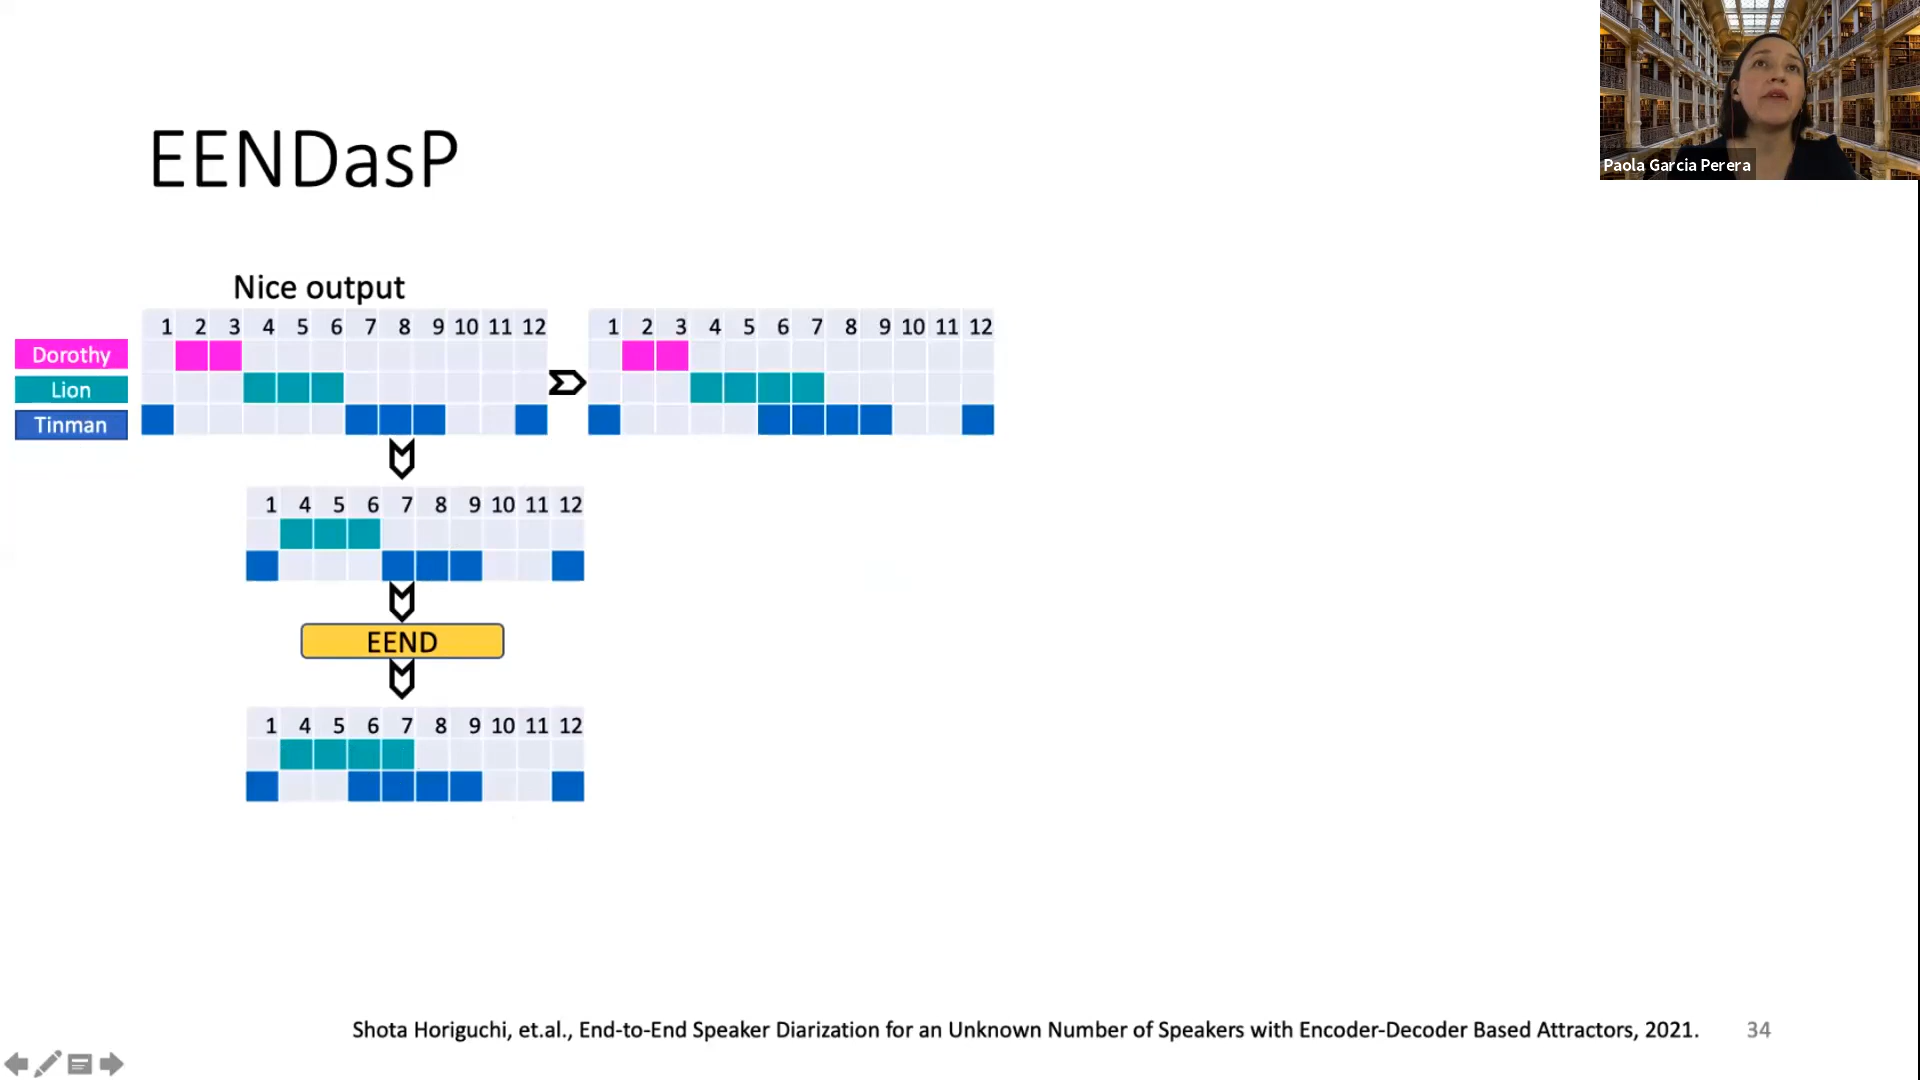 Paola Garcia Perera
EENDasP
Nice output
1 2 3 4 5 6 7 8 9 10 11 12
1 2 3 4 5 6 7 8 9 10 11 12
Dorothy
Lion
Tinman
1 4 5 6 7 8 9 10 11 12
EEND
1 4 5 6 7 8 9 10 11 12
Shota Horiguchi, et.al., End-to-End Speaker Diarization for an Unknown Number of Speakers with Encoder-Decoder Based Attractors, 2021.
34